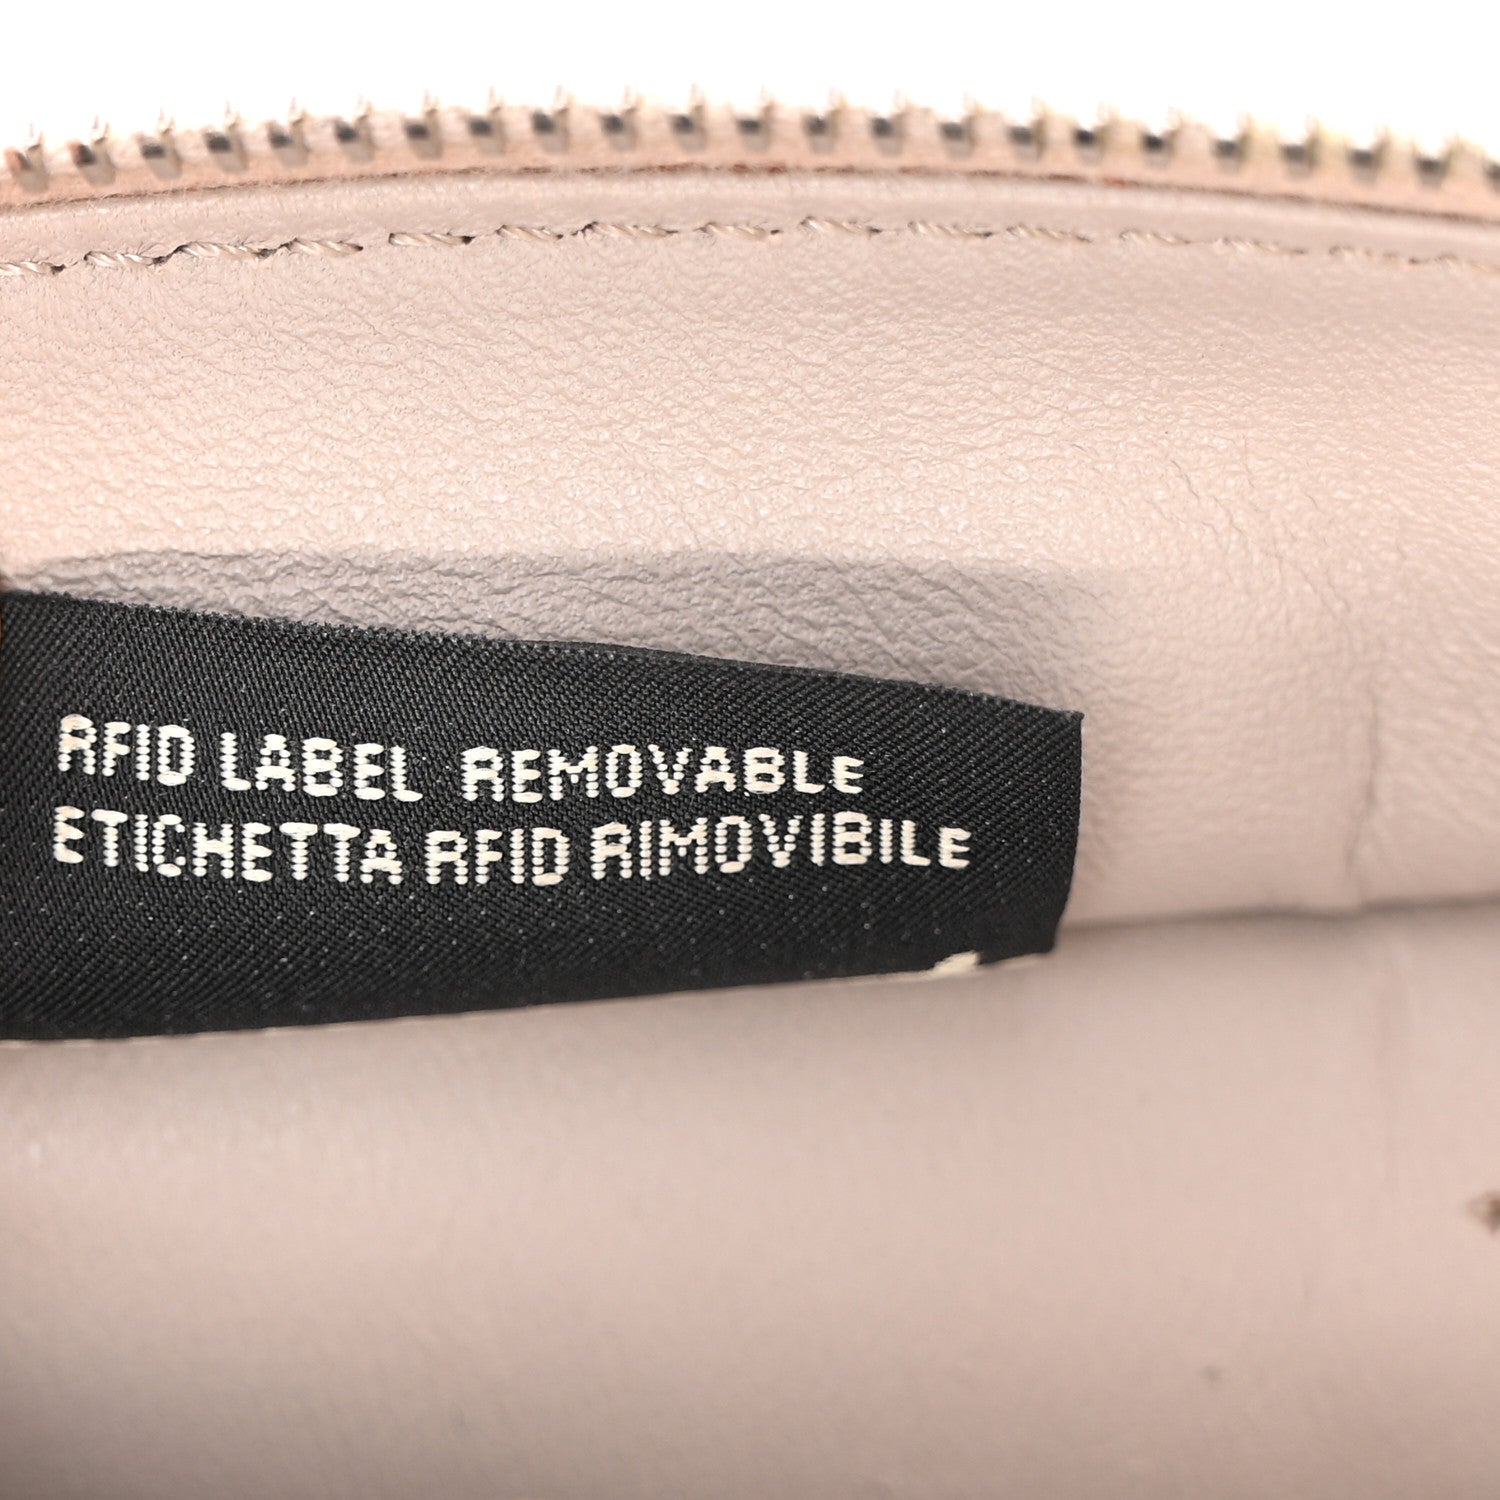 RFID LABEL REMOVABLE
ETICHETTA RFID RIMOVIBILE